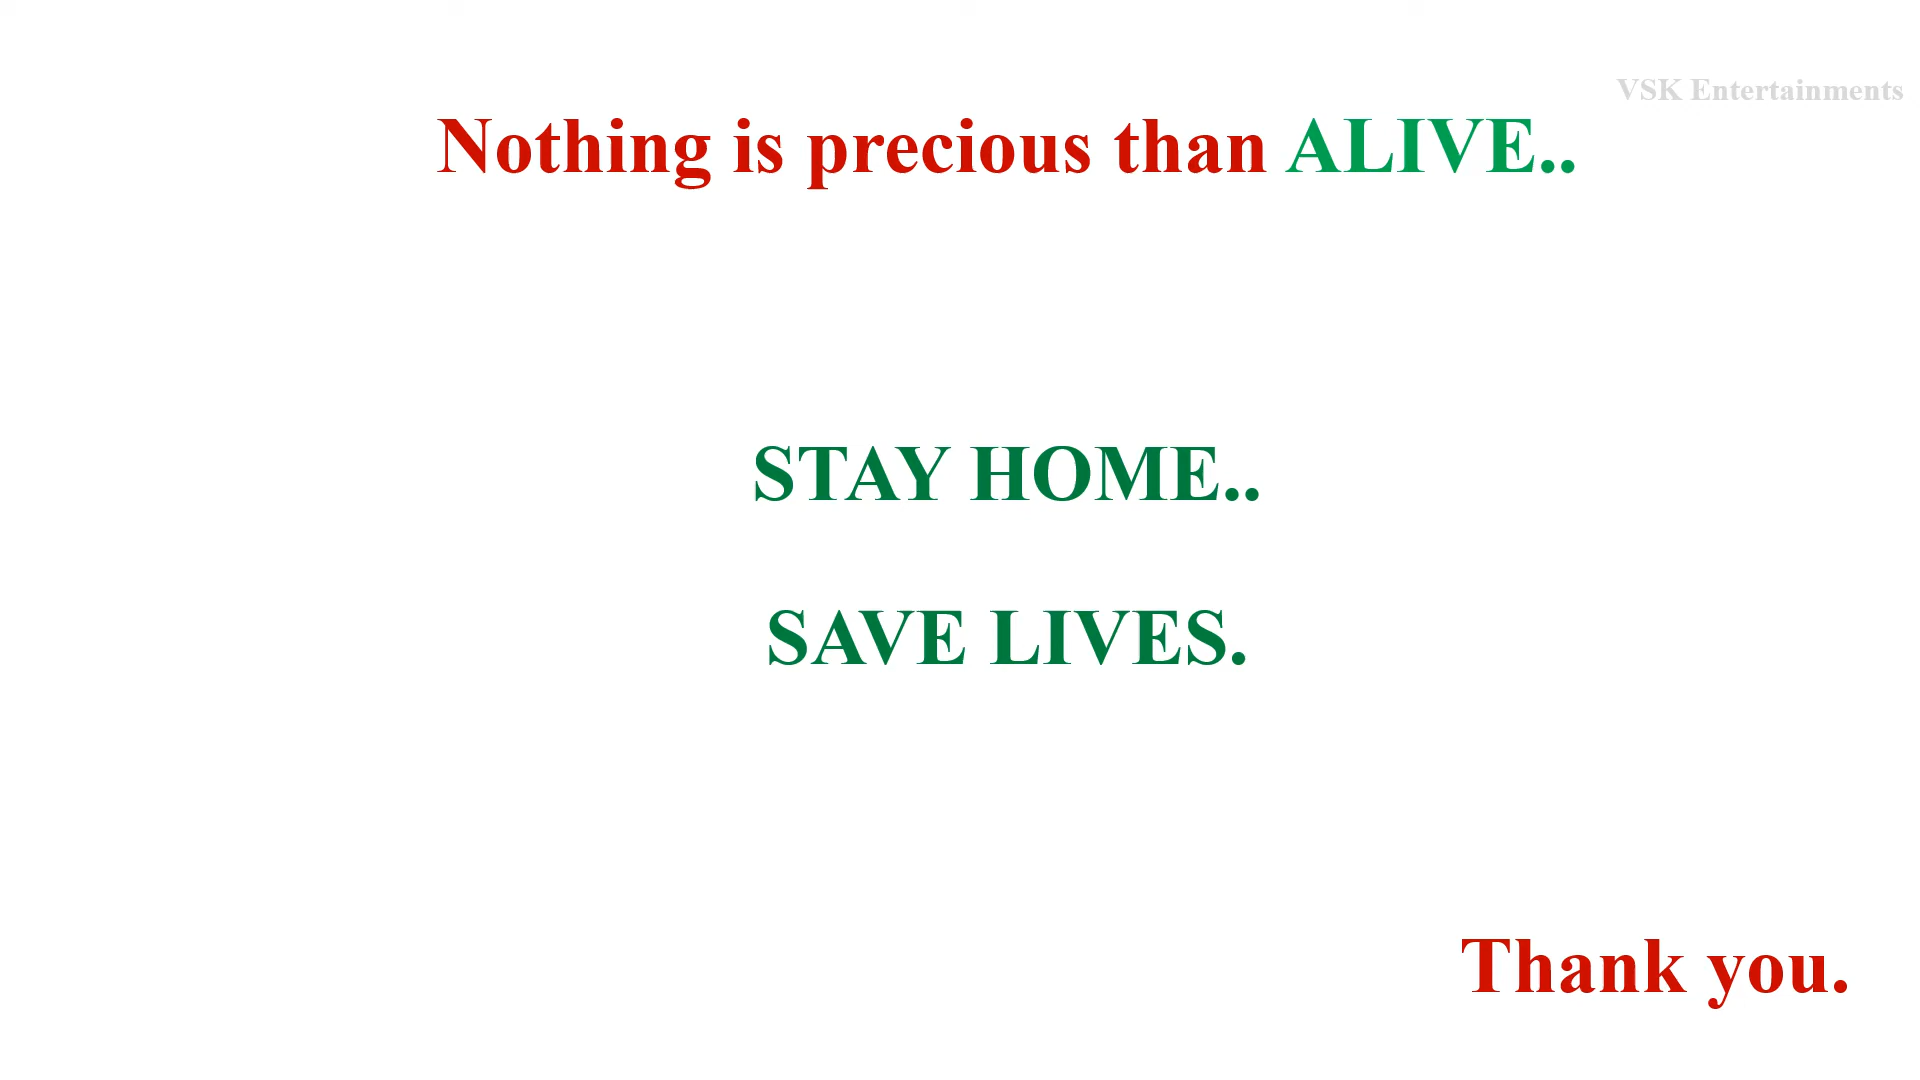 VSK Entertainments
Nothing is precious than ALIVE..
STAY HOME..
SAVE LIVES.
Thank you.